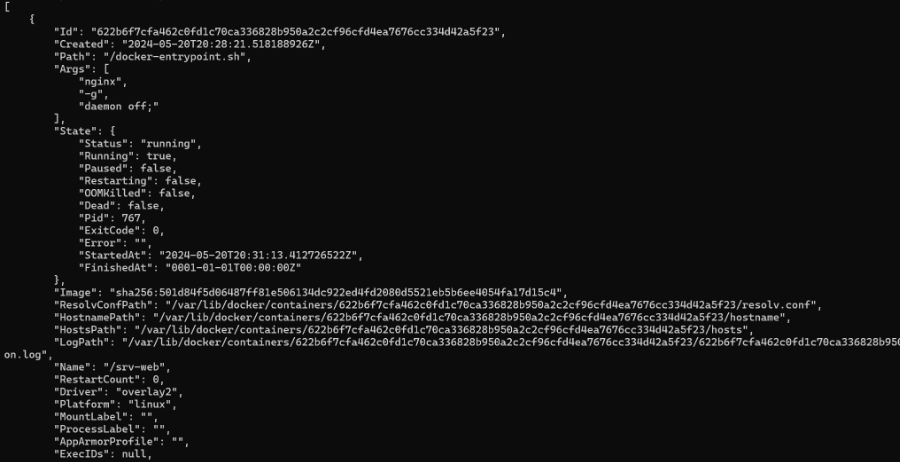 [
    {
        "Id": "622b6f7cfa462c0fd1c70ca336828b950a2c2cf96cfd4ea7676cc334d42a5f23",
        "Created": "2024-05-20T20:28:21.518188926Z",
        "Path": "/docker-entrypoint.sh",
        "Args": [
            "nginx",
            "-g",
            "daemon off;"
        ],
        "State": {
            "Status": "running",
            "Running": true,
            "Paused": false,
            "Restarting": false,
            "OOMKilled": false,
            "Dead": false,
            "Pid": 767,
            "ExitCode": 0,
            "Error": "",
            "StartedAt": "2024-05-20T20:31:13.412726522Z",
            "FinishedAt": "0001-01-01T00:00:00Z"
        },
        "Image": "sha256:501d84f5d06487ff81e506134dc922ed4fd2080d5521eb5b6ee4054fa17d15c4",
        "ResolvConfPath": "/var/lib/docker/containers/622b6f7cfa462c0fd1c70ca336828b950a2c2cf96cfd4ea7676cc334d42a5f23/resolv.conf",
        "HostnamePath": "/var/lib/docker/containers/622b6f7cfa462c0fd1c70ca336828b950a2c2cf96cfd4ea7676cc334d42a5f23/hostname",
        "HostsPath": "/var/lib/docker/containers/622b6f7cfa462c0fd1c70ca336828b950a2c2cf96cfd4ea7676cc334d42a5f23/hosts",
        "LogPath": "/var/lib/docker/containers/622b6f7cfa462c0fd1c70ca336828b950a2c2cf96cfd4ea7676cc334d42a5f23/622b6f7cfa462c0fd1c70ca336828b950
on.log",
        "Name": "/srv-web",
        "RestartCount": 0,
        "Driver": "overlay2",
        "Platform": "linux",
        "MountLabel": "",
        "ProcessLabel": "",
        "AppArmorProfile": "",
        "ExecIDs": null,